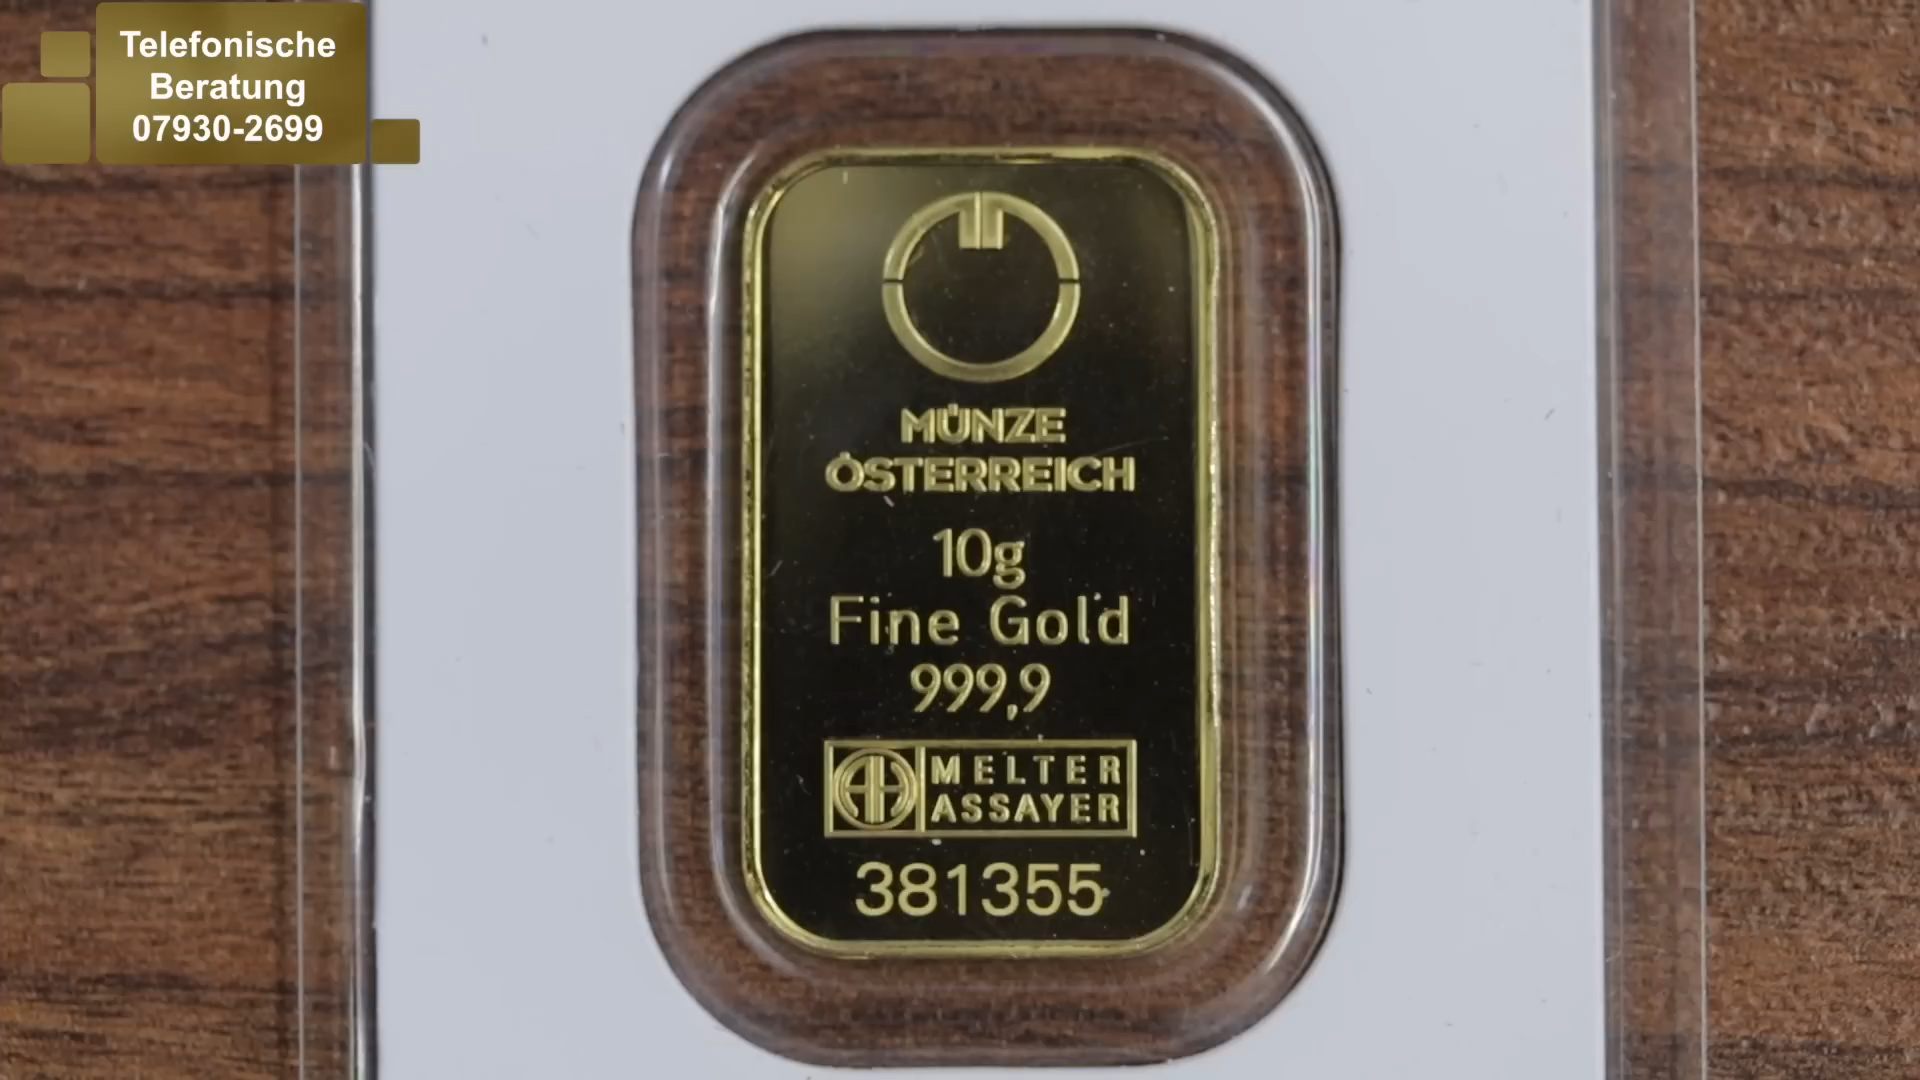 Telefonische
Beratung
07930-2699
MÜNZE
ÖSTERREICH
10g
Fine Gold
999,9
MELTER
ASSAYER
381355